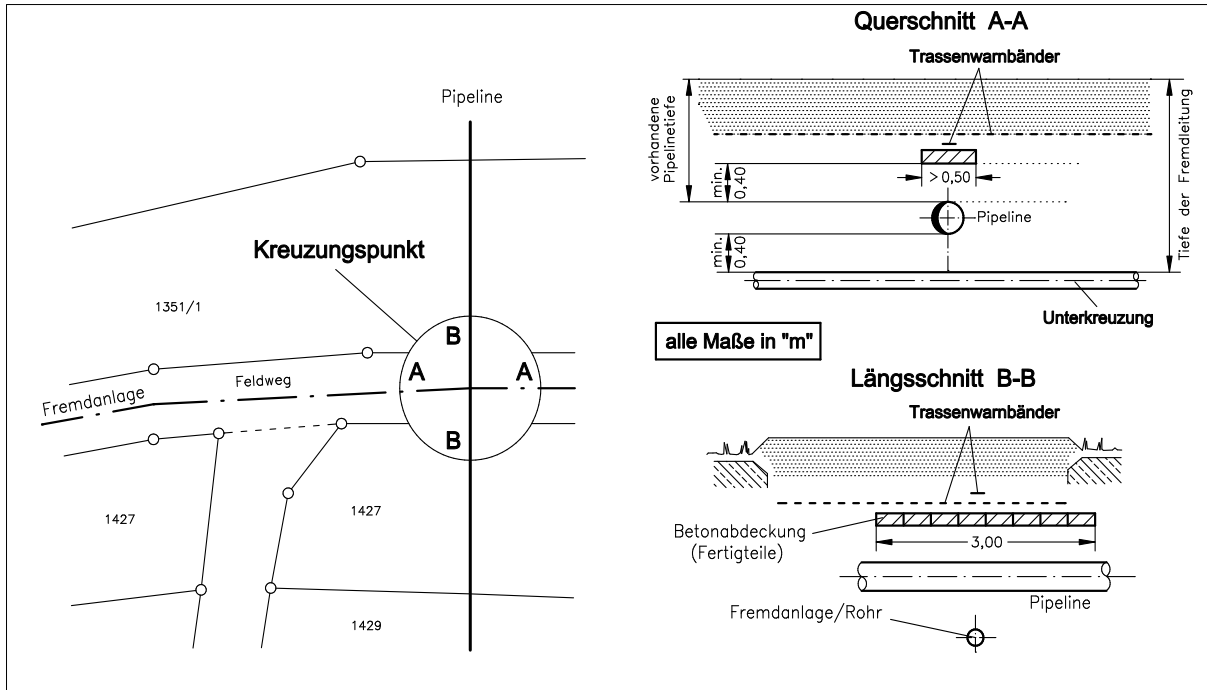 Pipeline
Kreuzungspunkt
1351/1
B
A
A
B
Feldweg
Fremdanlage
1427
1427
1429
Querschnitt A-A
Trassenwarnbänder
vorhandene
Pipelinetiefe
min.
0,40
> 0,50
Pipeline
min.
0,40
Tiefe der Fremdleitung
Unterkreuzung
alle Maße in "m"
Längsschnitt B-B
Trassenwarnbänder
Betonabdeckung
(Fertigteile)
3,00
Pipeline
Fremdanlage/Rohr